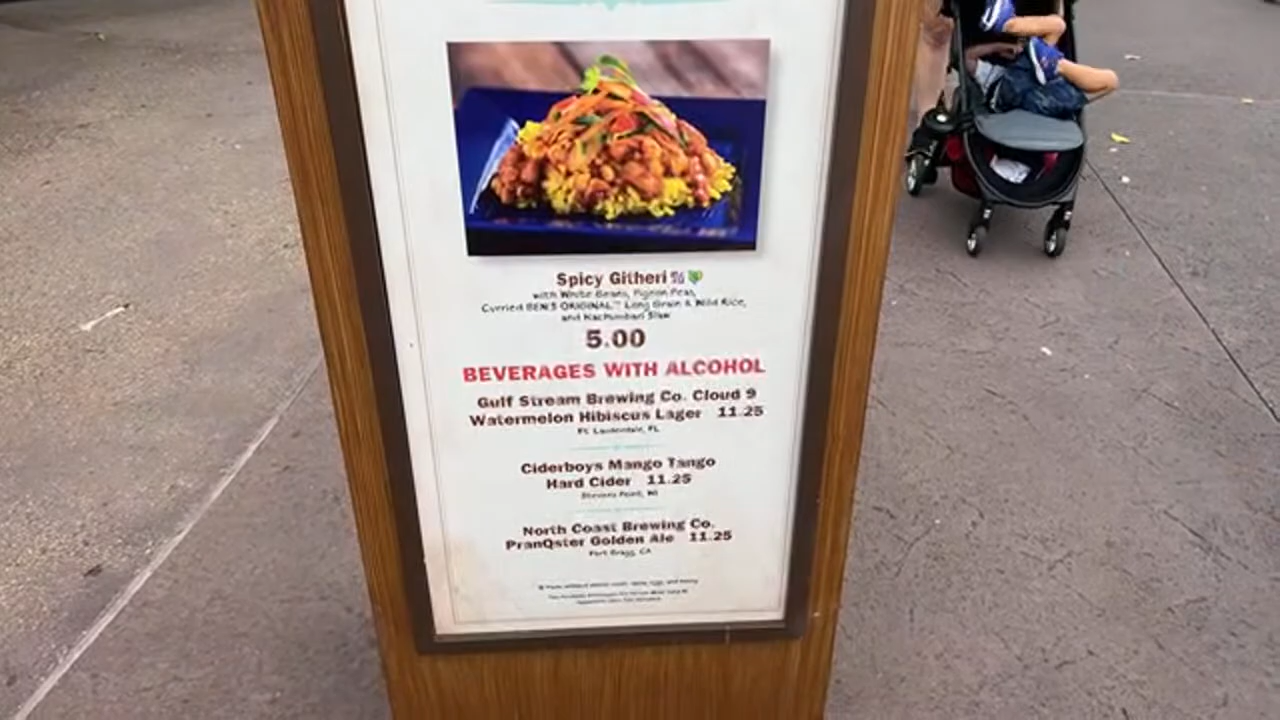 Spicy Githeri
with White Beans, Pigeon Peas,
Curried BEN'S ORIGINAL™ Long Grain & Wild Rice,
and Kachumbari Slaw
5.00
BEVERAGES WITH ALCOHOL
Gulf Stream Brewing Co. Cloud 9
Watermelon Hibiscus Lager 11.25
Ft. Lauderdale, FL
Ciderboys Mango Tango
Hard Cider 11.25
Stevens Point, WI
North Coast Brewing Co.
PranQster Golden Ale 11.25
Fort Bragg, CA